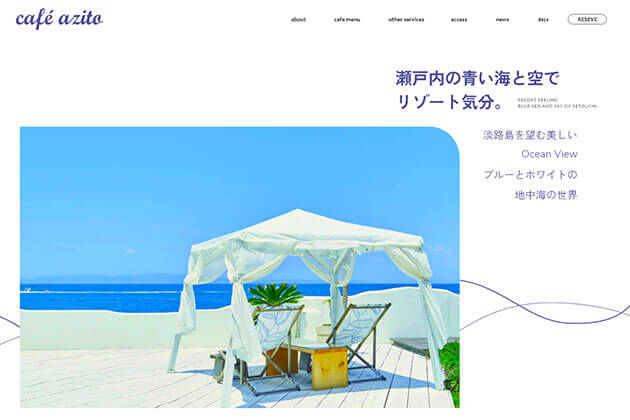 café azito
about cafe menu other services access news days RESEVE
瀬戸内の青い海と空で
リゾート気分。
RESORT FEELING
BLUE SEA AND SKY OF SETOUCHI.
淡路島を望む美しい
Ocean View
ブルーとホワイトの
地中海の世界